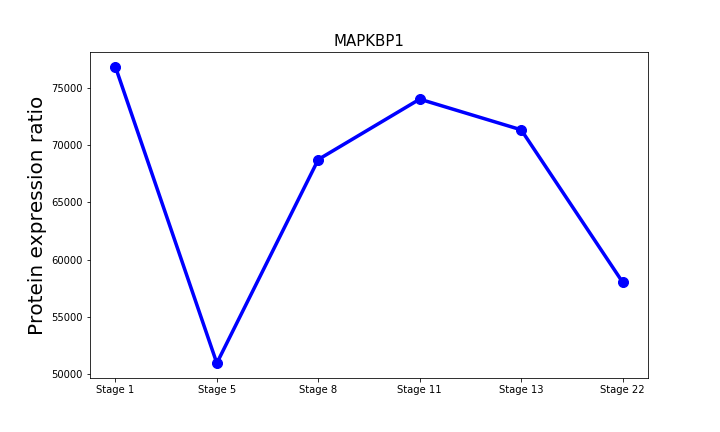 MAPKBP1
Protein expression ratio
75000
70000
65000
60000
55000
50000
Stage 1 Stage 5 Stage 8 Stage 11 Stage 13 Stage 22